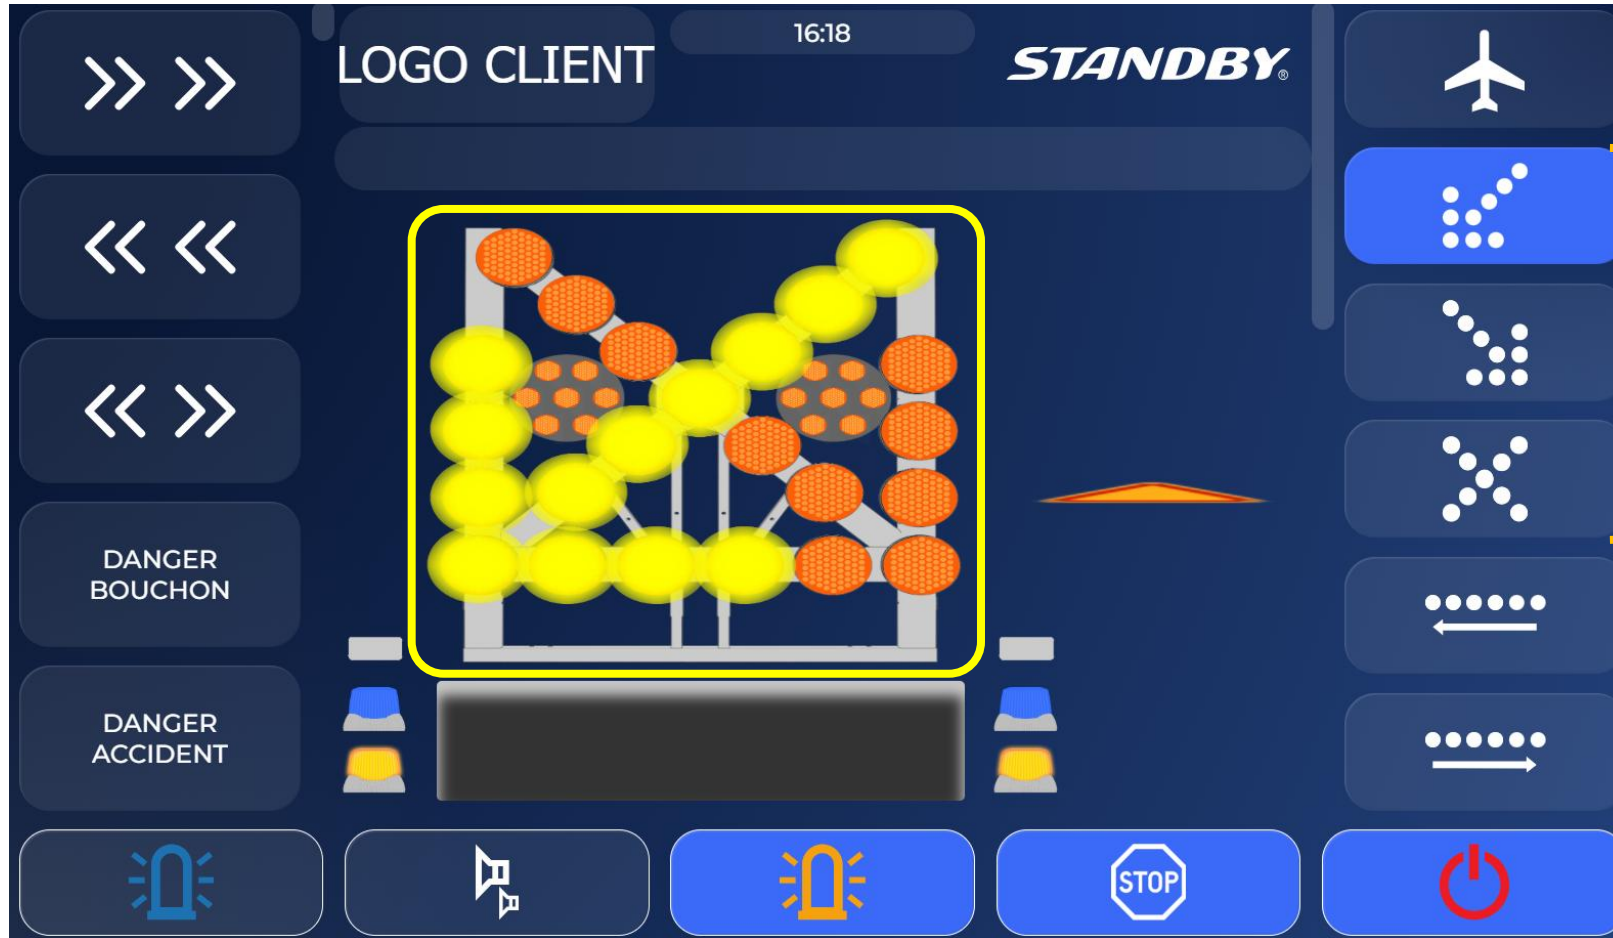 16:18
LOGO CLIENT
STANDBY®
DANGER
BOUCHON
DANGER
ACCIDENT
STOP